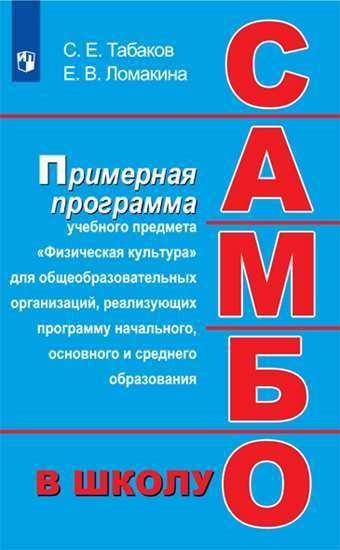 С. Е. Табаков
Е. В. Ломакина
САМБО
Примерная
программа
учебного предмета
«Физическая культура»
для общеобразовательных
организаций, реализующих
программу начального,
основного и среднего
образования
в школу